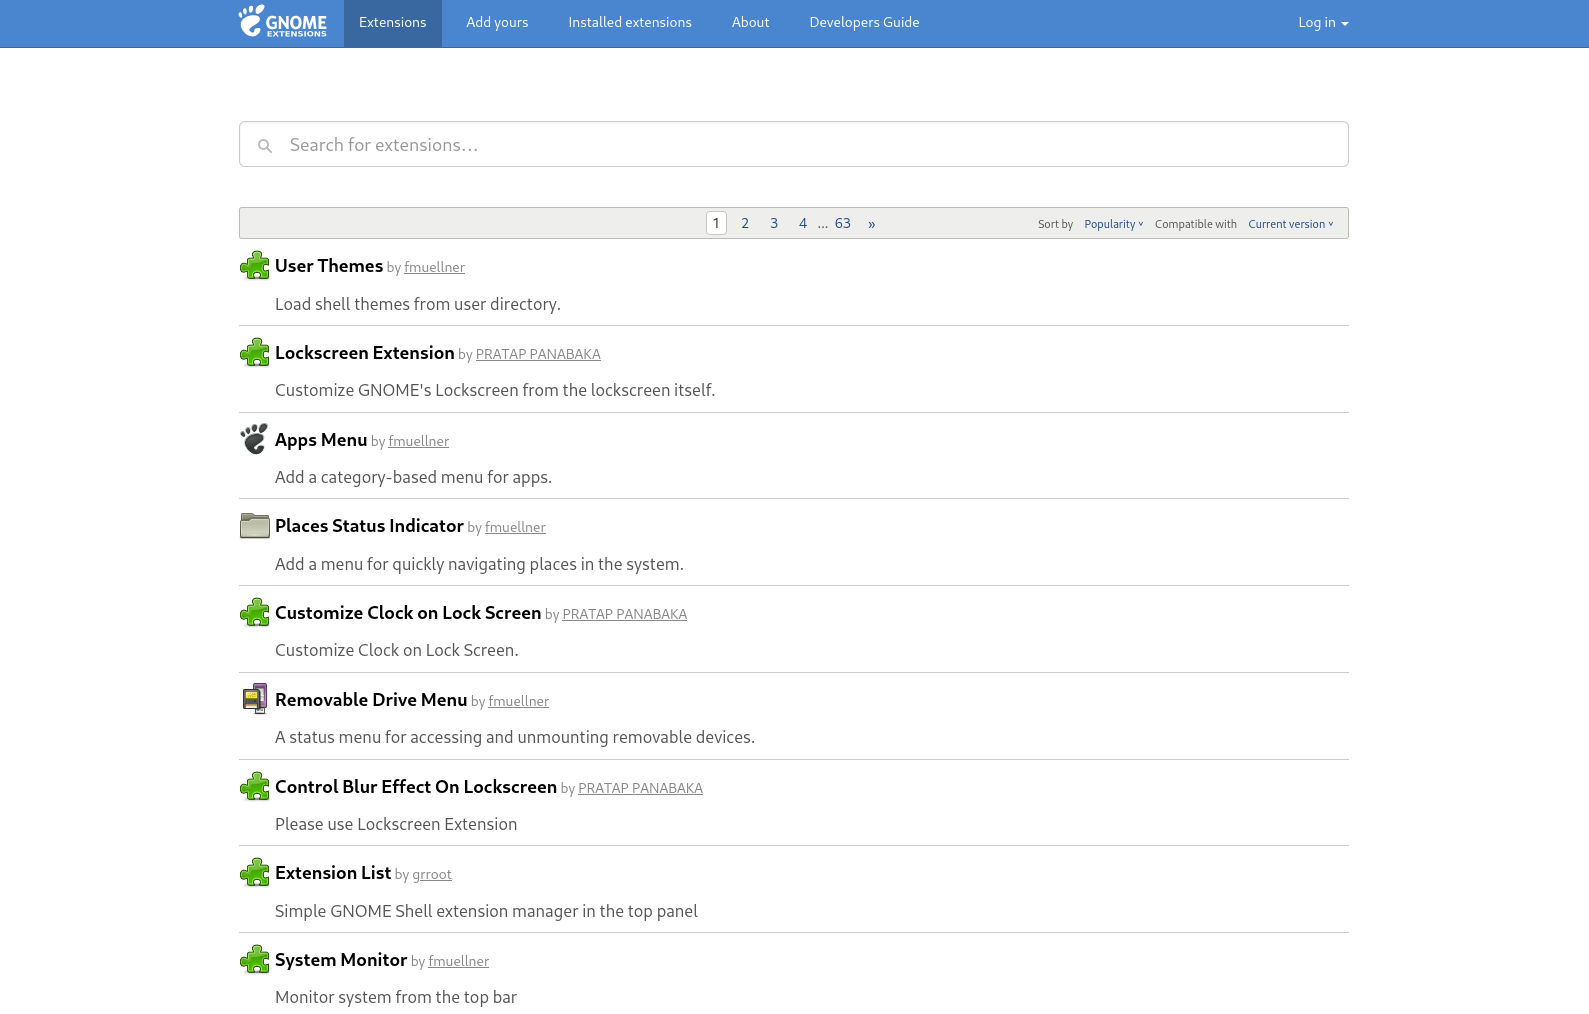 GNOME EXTENSIONS Extensions Add yours Installed extensions About Developers Guide Log in
Search for extensions...
1 2 3 4 ... 63 » Sort by Popularity ˅ Compatible with Current version ˅
User Themes by fmuellner
Load shell themes from user directory.
Lockscreen Extension by PRATAP PANABAKA
Customize GNOME's Lockscreen from the lockscreen itself.
Apps Menu by fmuellner
Add a category-based menu for apps.
Places Status Indicator by fmuellner
Add a menu for quickly navigating places in the system.
Customize Clock on Lock Screen by PRATAP PANABAKA
Customize Clock on Lock Screen.
Removable Drive Menu by fmuellner
A status menu for accessing and unmounting removable devices.
Control Blur Effect On Lockscreen by PRATAP PANABAKA
Please use Lockscreen Extension
Extension List by grroot
Simple GNOME Shell extension manager in the top panel
System Monitor by fmuellner
Monitor system from the top bar